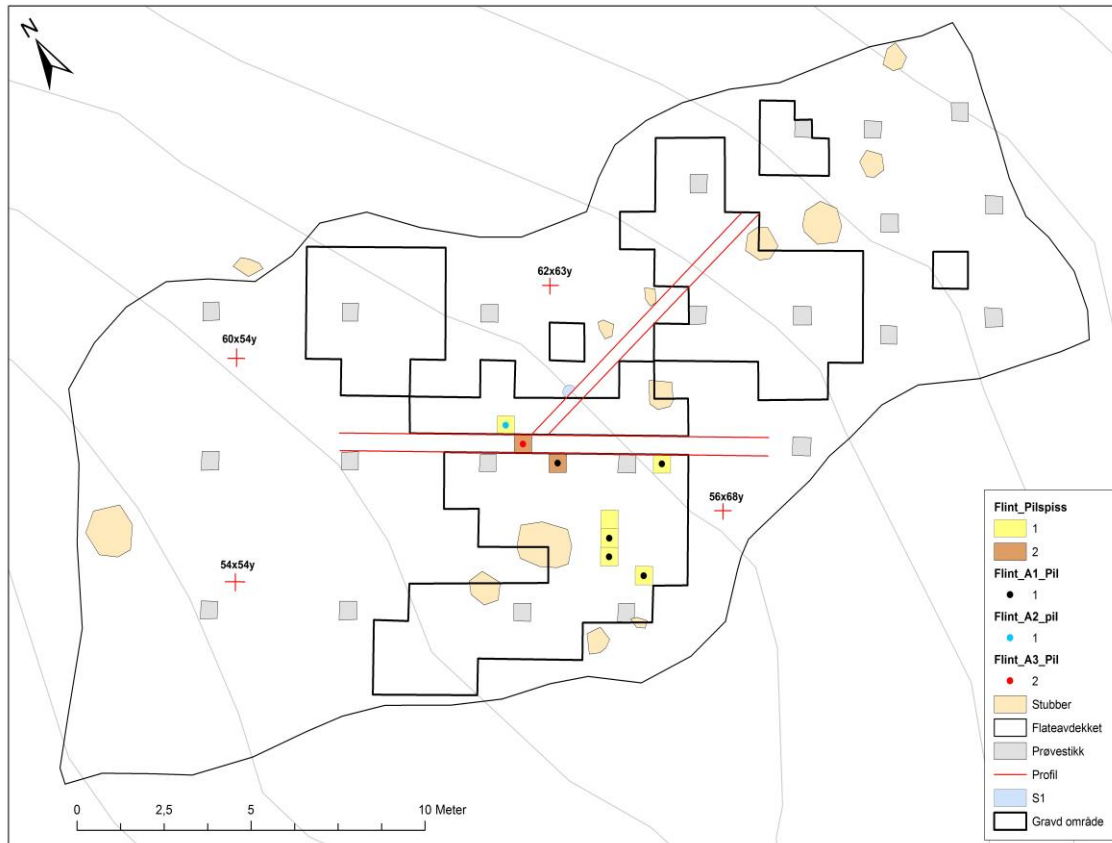 N
62x63y
60x54y
56x68y
54x54y
0 2,5 5 10 Meter
Flint_Pilspiss
1
2
Flint_A1_Pil
1
Flint_A2_pil
1
Flint_A3_Pil
2
Stubber
Flateavdekket
Prøvestikk
Profil
S1
Gravd område